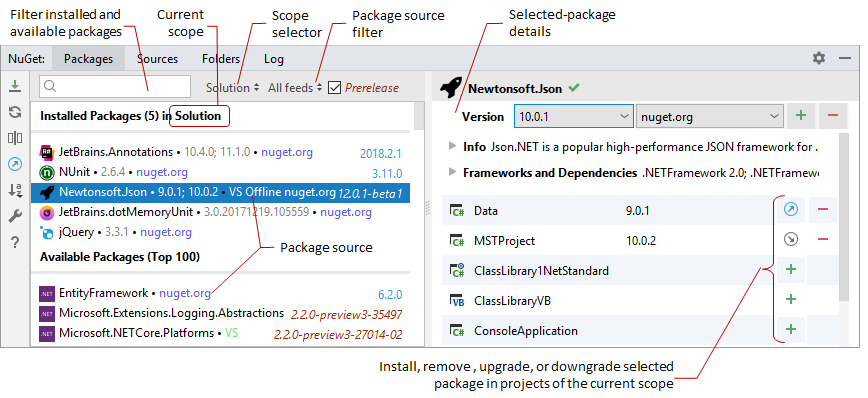 Filter installed and
available packages
Current
scope
Scope
selector
Package source
filter
Selected-package
details
NuGet: Packages Sources Folders Log
Solution All feeds Prerelease
Installed Packages (5) in Solution
JetBrains.Annotations • 10.4.0; 11.1.0 • nuget.org 2018.2.1
NUnit • 2.6.4 • nuget.org 3.11.0
Newtonsoft.Json • 9.0.1; 10.0.2 • VS Offline nuget.org 12.0.1-beta1
JetBrains.dotMemoryUnit • 3.0.20171219.105559 • nuget.org
jQuery • 3.3.1 • nuget.org
Package source
Available Packages (Top 100)
.NET EntityFramework • nuget.org 6.2.0
.NET Microsoft.Extensions.Logging.Abstractions 2.2.0-preview3-35497
.NET Microsoft.NETCore.Platforms • VS 2.2.0-preview3-27014-02
Newtonsoft.Json
Version 10.0.1 nuget.org
Info Json.NET is a popular high-performance JSON framework for .
Frameworks and Dependencies .NETFramework 2.0; .NETFramew
C# Data 9.0.1
C# MSTProject 10.0.2
C# ClassLibrary1NetStandard
VB ClassLibraryVB
C# ConsoleApplication
Install, remove , upgrade, or downgrade selected
package in projects of the current scope